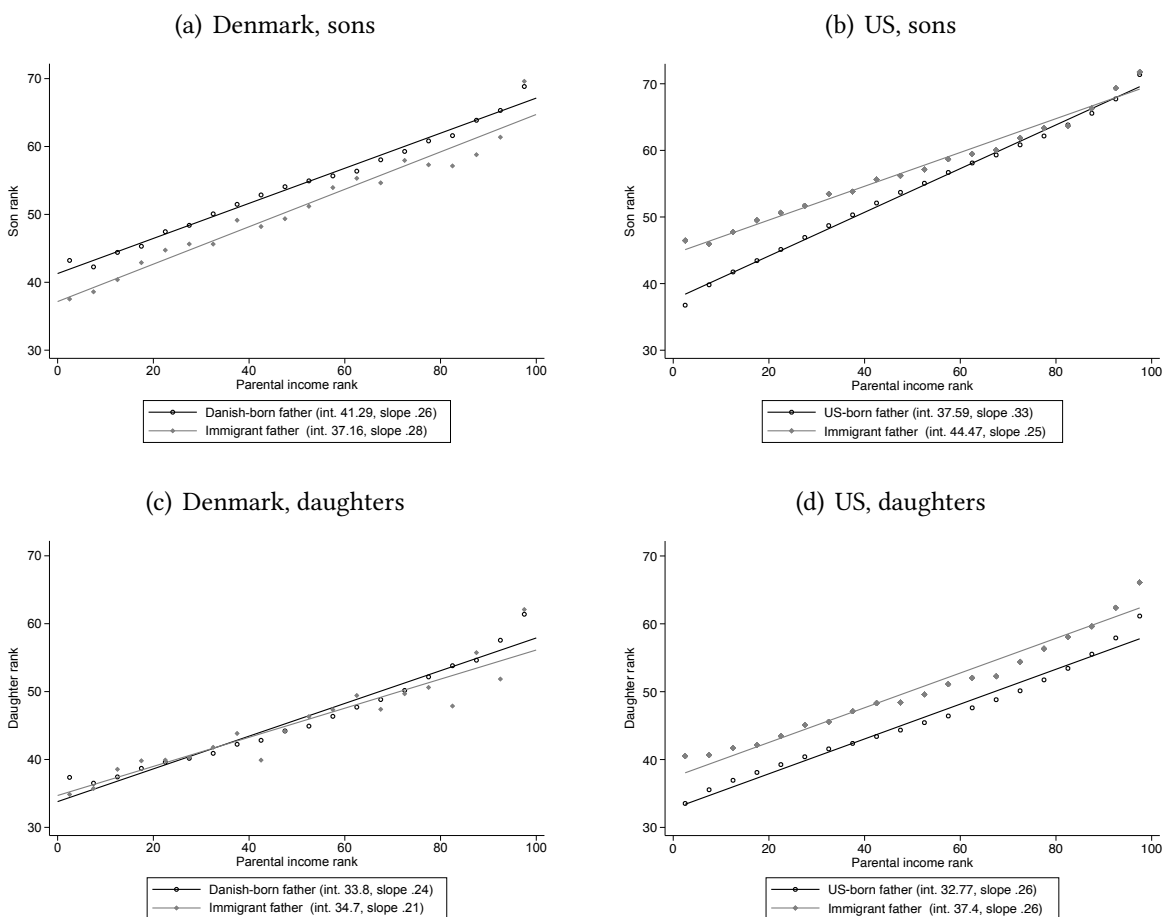 (a) Denmark, sons
70
60
50
40
30
Son rank
0 20 40 60 80 100
Parental income rank
Danish-born father (int. 41.29, slope .26)
Immigrant father (int. 37.16, slope .28)
(b) US, sons
70
60
50
40
30
Son rank
0 20 40 60 80 100
Parental income rank
US-born father (int. 37.59, slope .33)
Immigrant father (int. 44.47, slope .25)
(c) Denmark, daughters
70
60
50
40
30
Daughter rank
0 20 40 60 80 100
Parental income rank
Danish-born father (int. 33.8, slope .24)
Immigrant father (int. 34.7, slope .21)
(d) US, daughters
70
60
50
40
30
Daughter rank
0 20 40 60 80 100
Parental income rank
US-born father (int. 32.77, slope .26)
Immigrant father (int. 37.4, slope .26)